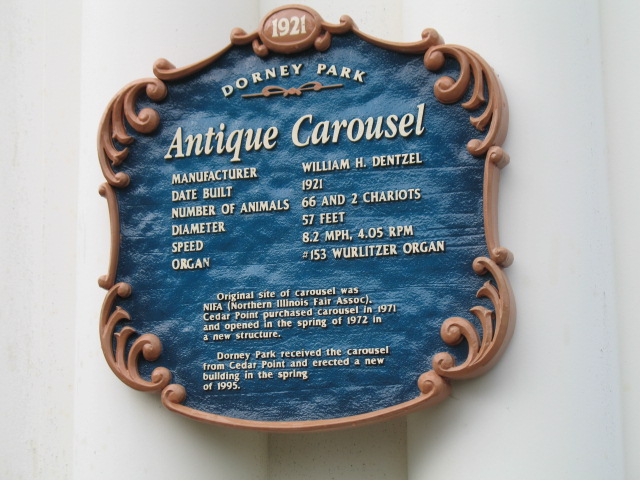 1921
DORNEY PARK
Antique Carousel
MANUFACTURER WILLIAM H. DENTZEL
DATE BUILT 1921
NUMBER OF ANIMALS 66 AND 2 CHARIOTS
DIAMETER 57 FEET
SPEED 8.2 MPH, 4.05 RPM
ORGAN #153 WURLITZER ORGAN
Original site of carousel was
NIFA (Northern Illinois Fair Assoc).
Cedar Point purchased carousel in 1971
and opened in the spring of 1972 in
a new structure.
Dorney Park received the carousel
from Cedar Point and erected a new
building in the spring
of 1995.